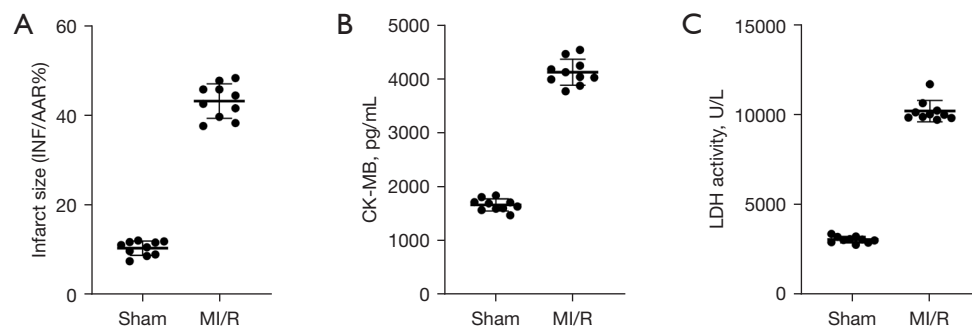 A
Infarct size (INF/AAR%)
60
40
20
0
Sham MI/R
B
CK-MB, pg/mL
5000
4000
3000
2000
1000
0
Sham MI/R
C
LDH activity, U/L
15000
10000
5000
0
Sham MI/R